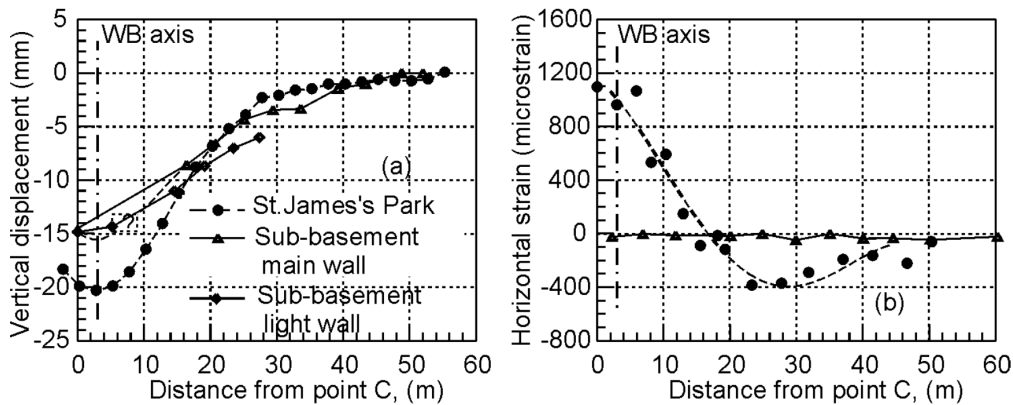 5
0
-5
-10
-15
-20
-25
Vertical displacement (mm)
WB axis
(a)
?
St.James's Park
Sub-basement
main wall
Sub-basement
light wall
0 10 20 30 40 50 60
Distance from point C, (m)
1600
1200
800
400
0
-400
-800
Horizontal strain (microstrain)
WB axis
(b)
0 10 20 30 40 50 60
Distance from point C, (m)